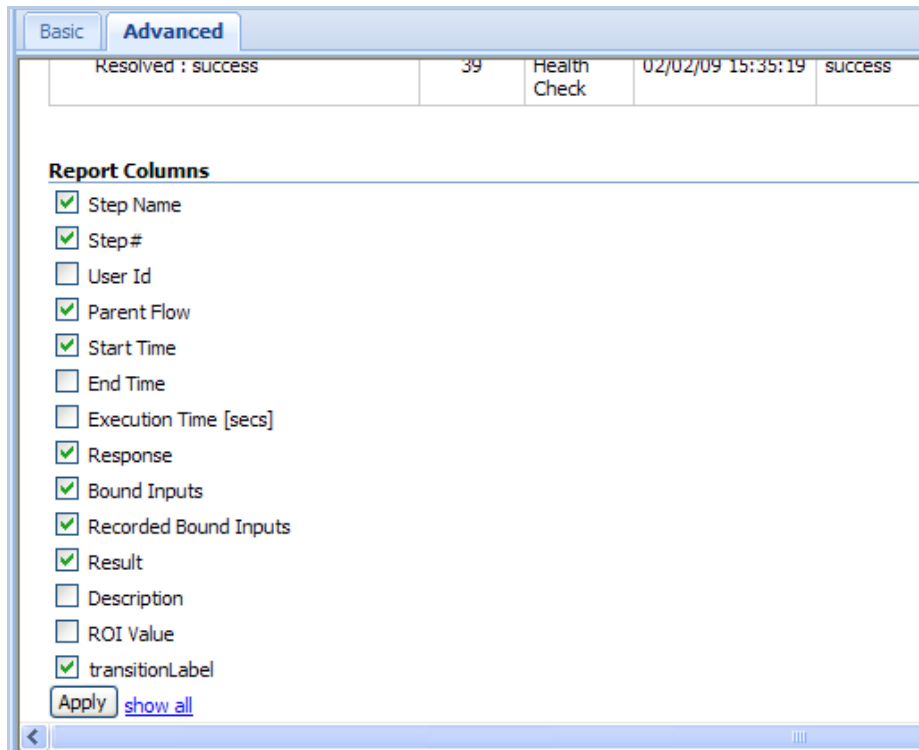 Basic Advanced
Resolved : success 39 Health Check 02/02/09 15:35:19 success
Report Columns
Step Name
Step#
User Id
Parent Flow
Start Time
End Time
Execution Time [secs]
Response
Bound Inputs
Recorded Bound Inputs
Result
Description
ROI Value
transitionLabel
Apply show all